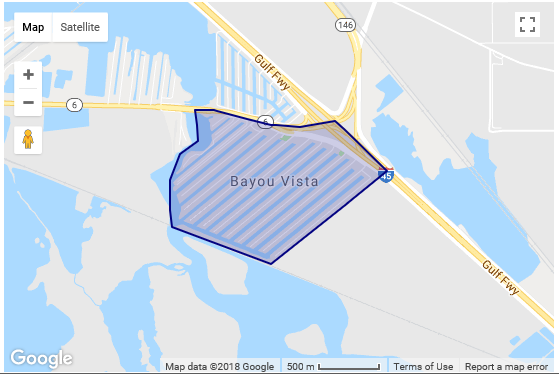 Map Satellite
146
Gulf Fwy
6
6
Bayou Vista
45
Gulf Fwy
Google
Map data ©2018 Google 500 m Terms of Use Report a map error